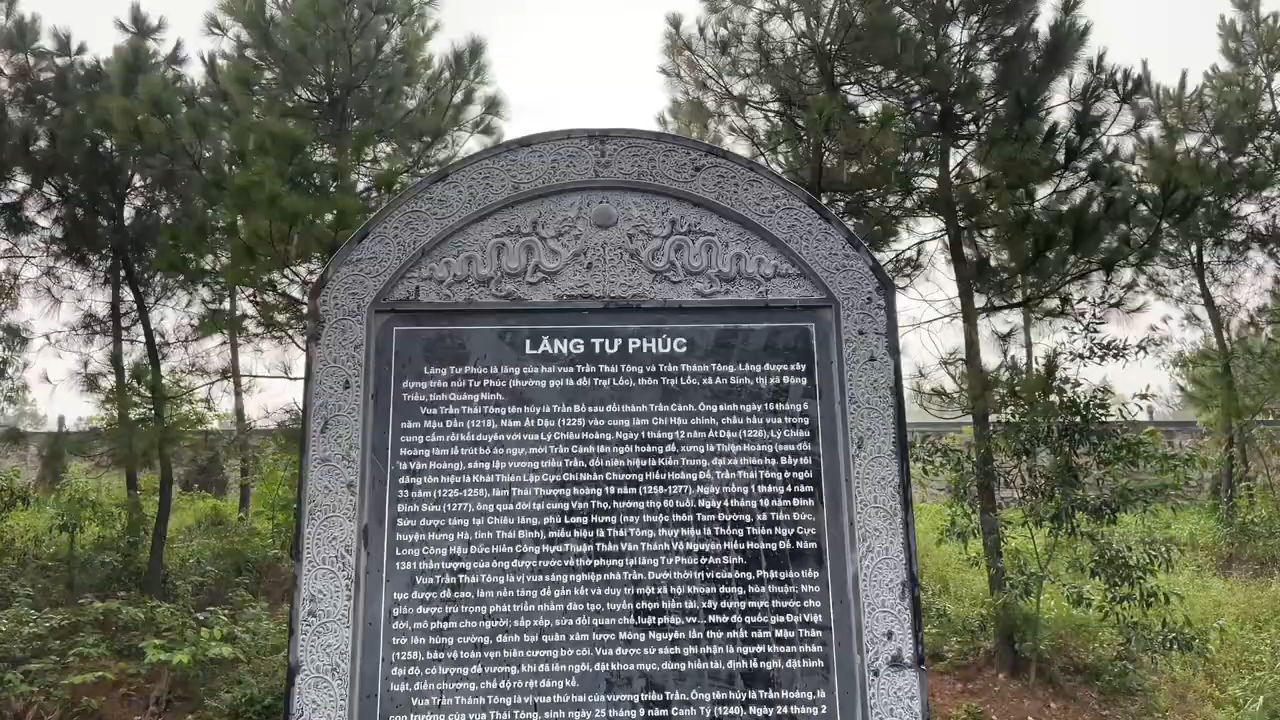 LĂNG TƯ PHÚC
Lăng Tư Phúc là lăng của hai vua Trần Thái Tông và Trần Thánh Tông. Lăng được xây
dựng trên núi Tư Phúc (thường gọi là đồi Trại Lốc), thôn Trại Lốc, xã An Sinh, thị xã Đông
Triều, tỉnh Quảng Ninh.
Vua Trần Thái Tông tên húy là Trần Bồ sau đổi thành Trần Cảnh. Ông sinh ngày 16 tháng 6
năm Mậu Dần (1218), Năm Ất Dậu (1225) vào cung làm Chi Hậu chính, chầu hầu vua trong
cung cấm rồi kết duyên với vua Lý Chiêu Hoàng. Ngày 1 tháng 12 năm Ất Dậu (1226), Lý Chiêu
Hoàng làm lễ trút bỏ áo ngự, mời Trần Cảnh lên ngôi hoàng đế, xưng là Thiện Hoàng (sau đổi
là Văn Hoàng), sáng lập vương triều Trần, đổi niên hiệu là Kiến Trung, đại xá thiên hạ. Bầy tôi
dâng tôn hiệu là Khải Thiên Lập Cực Chí Nhân Chương Hiếu Hoàng Đế. Trần Thái Tông ở ngôi
33 năm (1225-1258), làm Thái Thượng hoàng 19 năm (1258-1277). Ngày mồng 1 tháng 4 năm
Đinh Sửu (1277), ông qua đời tại cung Vạn Thọ, hưởng thọ 60 tuổi. Ngày 4 tháng 10 năm Đinh
Sửu được táng tại Chiêu lăng, phủ Long Hưng (nay thuộc thôn Tam Đường, xã Tiến Đức,
huyện Hưng Hà, tỉnh Thái Bình), miếu hiệu là Thái Tông, thụy hiệu là Thống Thiên Ngự Cực
Long Công Hậu Đức Hiển Công Hựu Thuận Thần Văn Thánh Võ Nguyên Hiếu Hoàng Đế. Năm
1381 thần tượng của ông được rước về thờ phụng tại lăng Tư Phúc ở An Sinh.
Vua Trần Thái Tông là vị vua sáng nghiệp nhà Trần. Dưới thời trị vì của ông, Phật giáo tiếp
tục được đề cao, làm nền tảng để gắn kết và duy trì một xã hội khoan dung, hòa thuận; Nho
giáo được trú trọng phát triển nhằm đào tạo, tuyển chọn hiền tài, xây dựng mực thước cho
đời, mô phạm cho người; sắp xếp, sửa đổi quan chế,luật pháp, vv... Nhờ đó quốc gia Đại Việt
trở lên hùng cường, đánh bại quân xâm lược Mông Nguyên lần thứ nhất năm Mậu Thân
(1258), bảo vệ toàn vẹn biên cương bờ cõi. Vua được sử sách ghi nhận là người khoan nhân
đại độ, có lượng đế vương, khi đã lên ngôi, đặt khoa mục, dùng hiền tài, định lễ nghi, đặt hình
luật, điển chương, chế độ rõ rệt đáng kể.
Vua Trần Thánh Tông là vị vua thứ hai của vương triều Trần. Ông tên húy là Trần Hoảng, là
con trưởng của vua Thái Tông, sinh ngày 25 tháng 9 năm Canh Tý (1240). Ngày 24 tháng 2